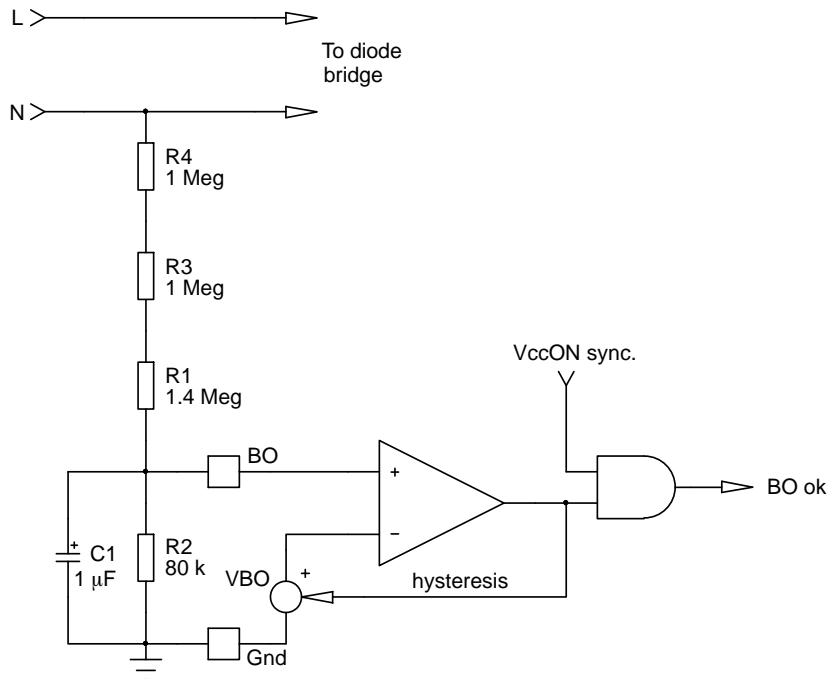 L
To diode
bridge
N
R4
1 Meg
R3
1 Meg
R1
1.4 Meg
VccON sync.
BO
+
BO ok
−
+
C1
1 μF
R2
80 k
VBO
+
hysteresis
Gnd